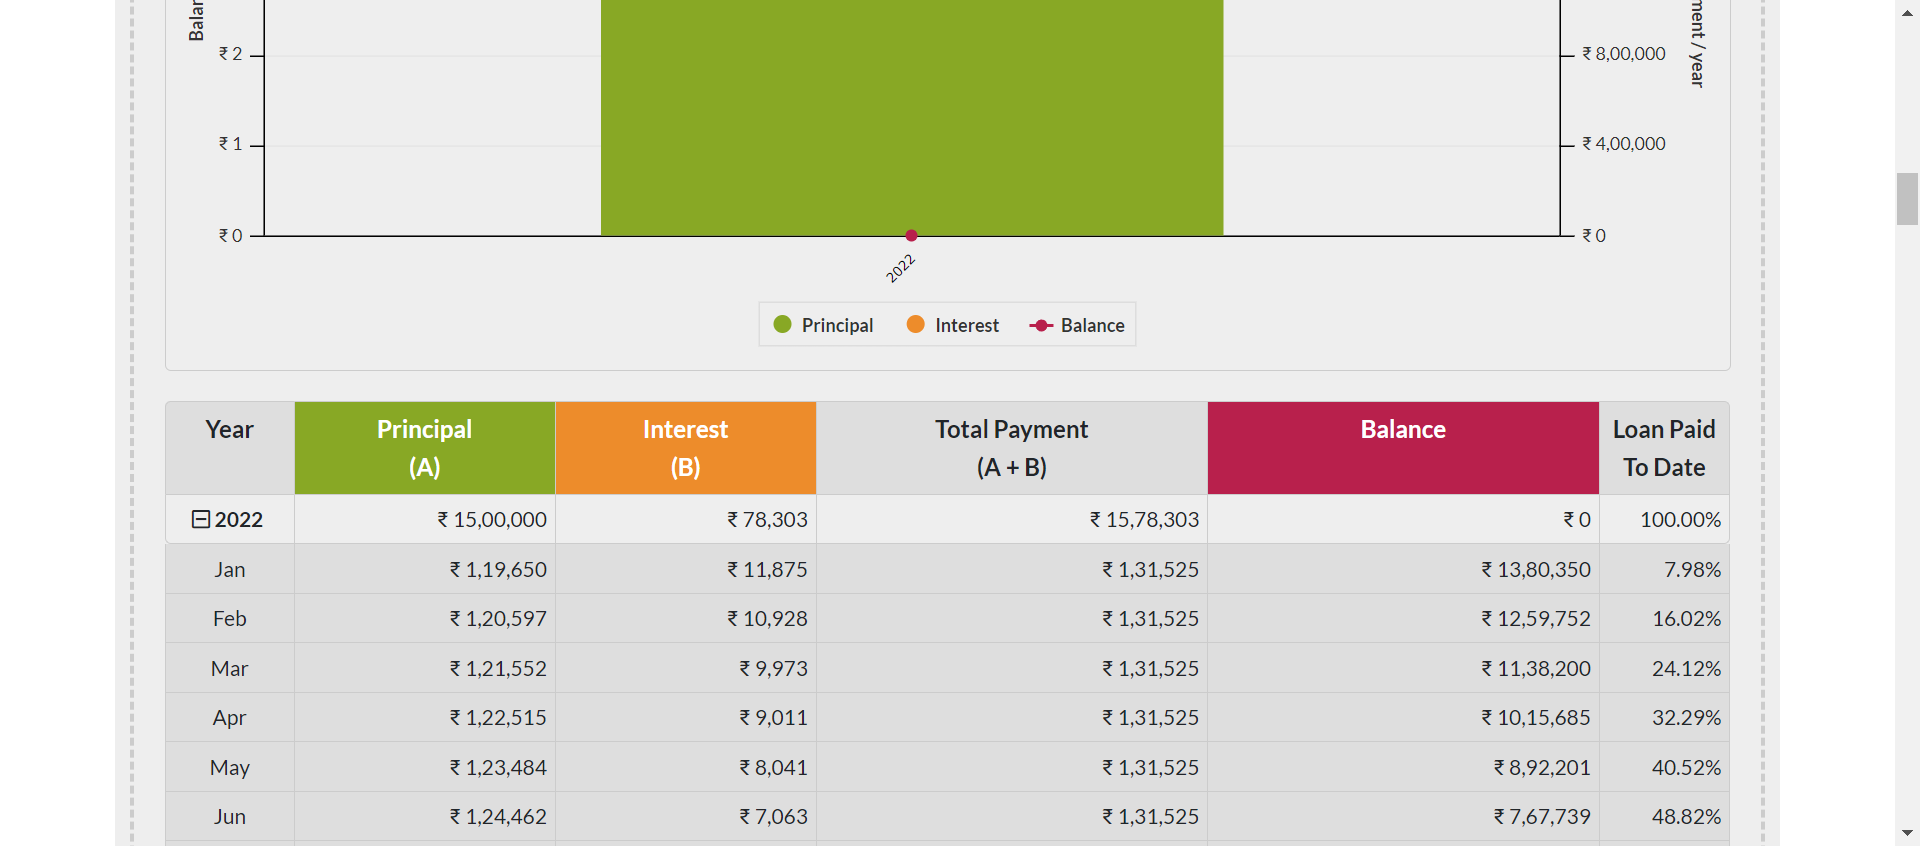 ₹ 2
₹ 8,00,000
ment / year
₹ 1
₹ 4,00,000
₹ 0
₹ 0
2022
Principal Interest Balance
Year Principal Interest Total Payment Balance Loan Paid
(A) (B) (A + B) To Date
2022 ₹ 15,00,000 ₹ 78,303 ₹ 15,78,303 ₹ 0 100.00%
Jan ₹ 1,19,650 ₹ 11,875 ₹ 1,31,525 ₹ 13,80,350 7.98%
Feb ₹ 1,20,597 ₹ 10,928 ₹ 1,31,525 ₹ 12,59,752 16.02%
Mar ₹ 1,21,552 ₹ 9,973 ₹ 1,31,525 ₹ 11,38,200 24.12%
Apr ₹ 1,22,515 ₹ 9,011 ₹ 1,31,525 ₹ 10,15,685 32.29%
May ₹ 1,23,484 ₹ 8,041 ₹ 1,31,525 ₹ 8,92,201 40.52%
Jun ₹ 1,24,462 ₹ 7,063 ₹ 1,31,525 ₹ 7,67,739 48.82%